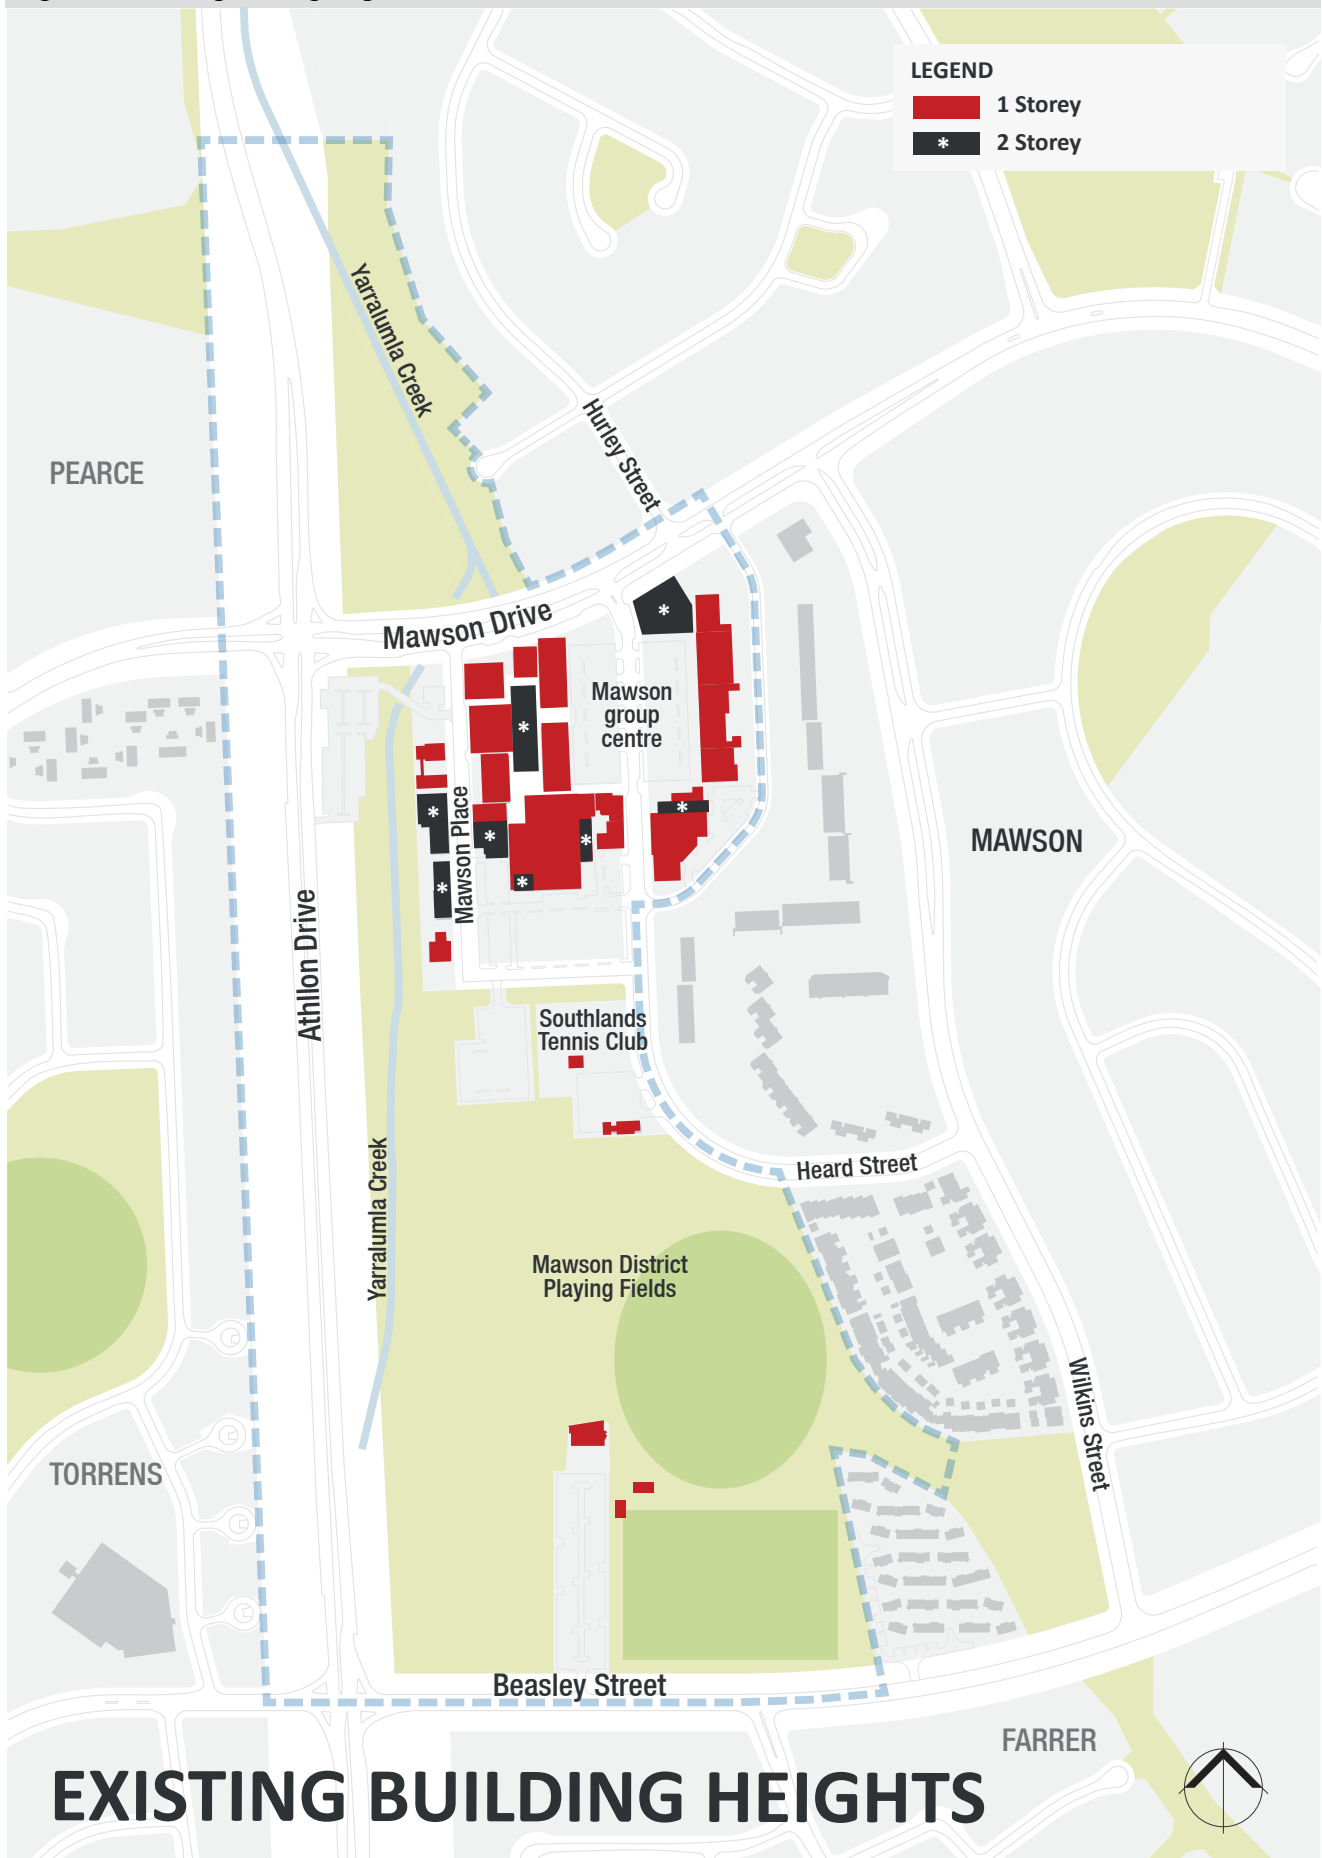 LEGEND
1 Storey
* 2 Storey
Yarralumla Creek
Hurley Street
PEARCE
Mawson Drive
*
Mawson
group
centre
*
*
*
*
*
*
*
Mawson Place
MAWSON
Athllon Drive
Southlands
Tennis Club
Heard Street
Yarralumla Creek
Mawson District
Playing Fields
Wilkins Street
TORRENS
Beasley Street
FARRER
EXISTING BUILDING HEIGHTS